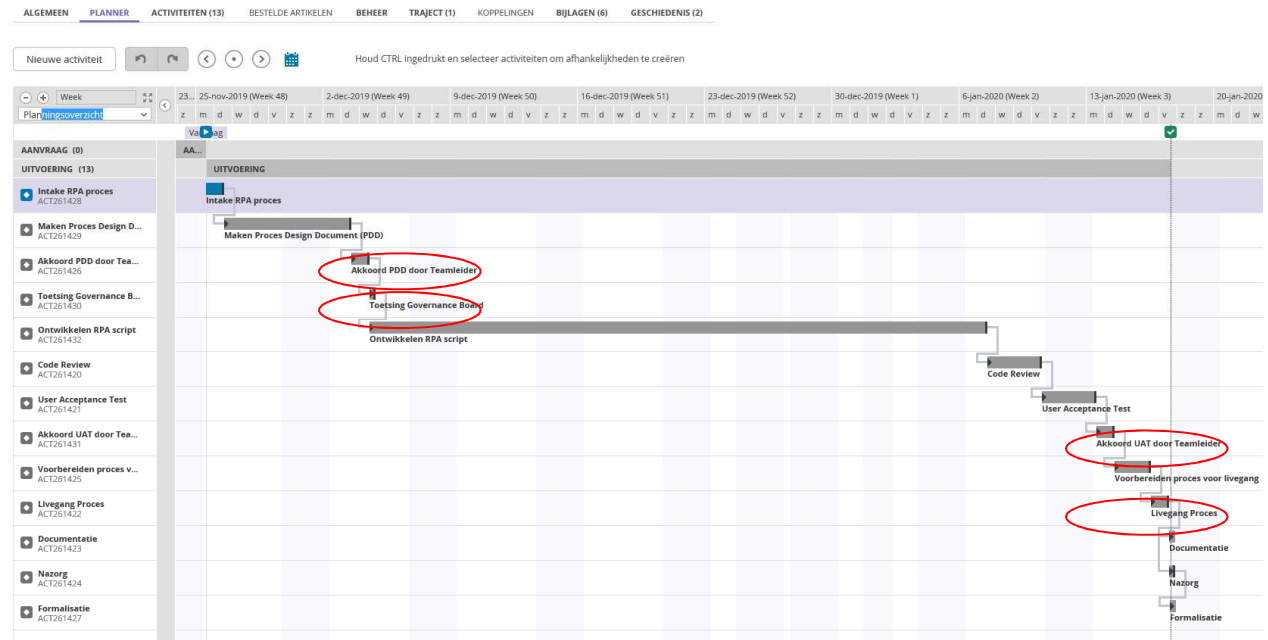 ALGEMEEN PLANNER ACTIVITEITEN (13) BESTELDE ARTIKELEN BEHEER TRAJECT (1) KOPPELINGEN BIJLAGEN (6) GESCHIEDENIS (2)
Nieuwe activiteit Houd CTRL ingedrukt en selecteer activiteiten om afhankelijkheden te creëren
Week 23... 25-nov-2019 (Week 48) 2-dec-2019 (Week 49) 9-dec-2019 (Week 50) 16-dec-2019 (Week 51) 23-dec-2019 (Week 52) 30-dec-2019 (Week 1) 6-jan-2020 (Week 2) 13-jan-2020 (Week 3) 20-jan-2020
Planningsoverzicht z m d w d v z z m d w d v z z m d w d v z z m d w d v z z m d w d v z z m d w d v z z m d w d v z z m d w d v z z m d w
AANVRAAG (0) AA...
UITVOERING (13) UITVOERING
Intake RPA proces
ACT261428
Intake RPA proces
Maken Proces Design D...
ACT261429
Maken Proces Design Document (PDD)
Akkoord PDD door Tea...
ACT261426
Akkoord PDD door Teamleider
Toetsing Governance B...
ACT261430
Toetsing Governance Board
Ontwikkelen RPA script
ACT261432
Ontwikkelen RPA script
Code Review
ACT261420
Code Review
User Acceptance Test
ACT261421
User Acceptance Test
Akkoord UAT door Tea...
ACT261431
Akkoord UAT door Teamleider
Voorbereiden proces v...
ACT261425
Voorbereiden proces voor livegang
Livegang Proces
ACT261422
Livegang Proces
Documentatie
ACT261423
Documentatie
Nazorg
ACT261424
Nazorg
Formalisatie
ACT261427
Formalisatie